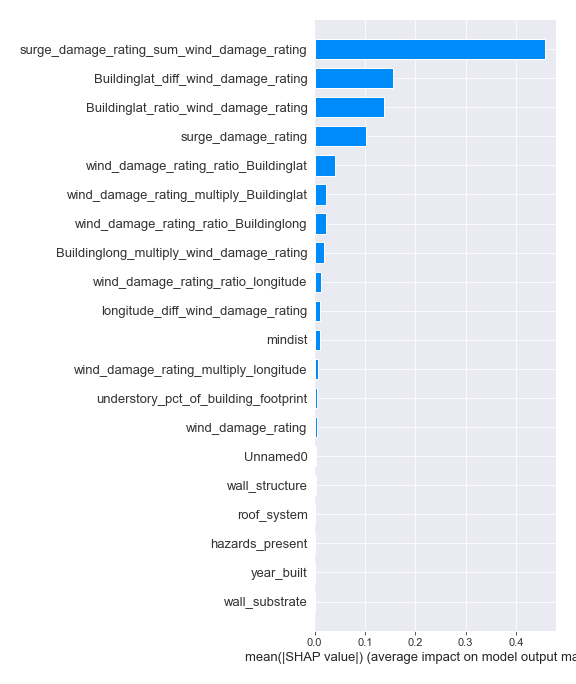 surge_damage_rating_sum_wind_damage_rating
Buildinglat_diff_wind_damage_rating
Buildinglat_ratio_wind_damage_rating
surge_damage_rating
wind_damage_rating_ratio_Buildinglat
wind_damage_rating_multiply_Buildinglat
wind_damage_rating_ratio_Buildinglong
Buildinglong_multiply_wind_damage_rating
wind_damage_rating_ratio_longitude
longitude_diff_wind_damage_rating
mindist
wind_damage_rating_multiply_longitude
understory_pct_of_building_footprint
wind_damage_rating
Unnamed0
wall_structure
roof_system
hazards_present
year_built
wall_substrate
0.0 0.1 0.2 0.3 0.4
mean(|SHAP value|) (average impact on model output ma